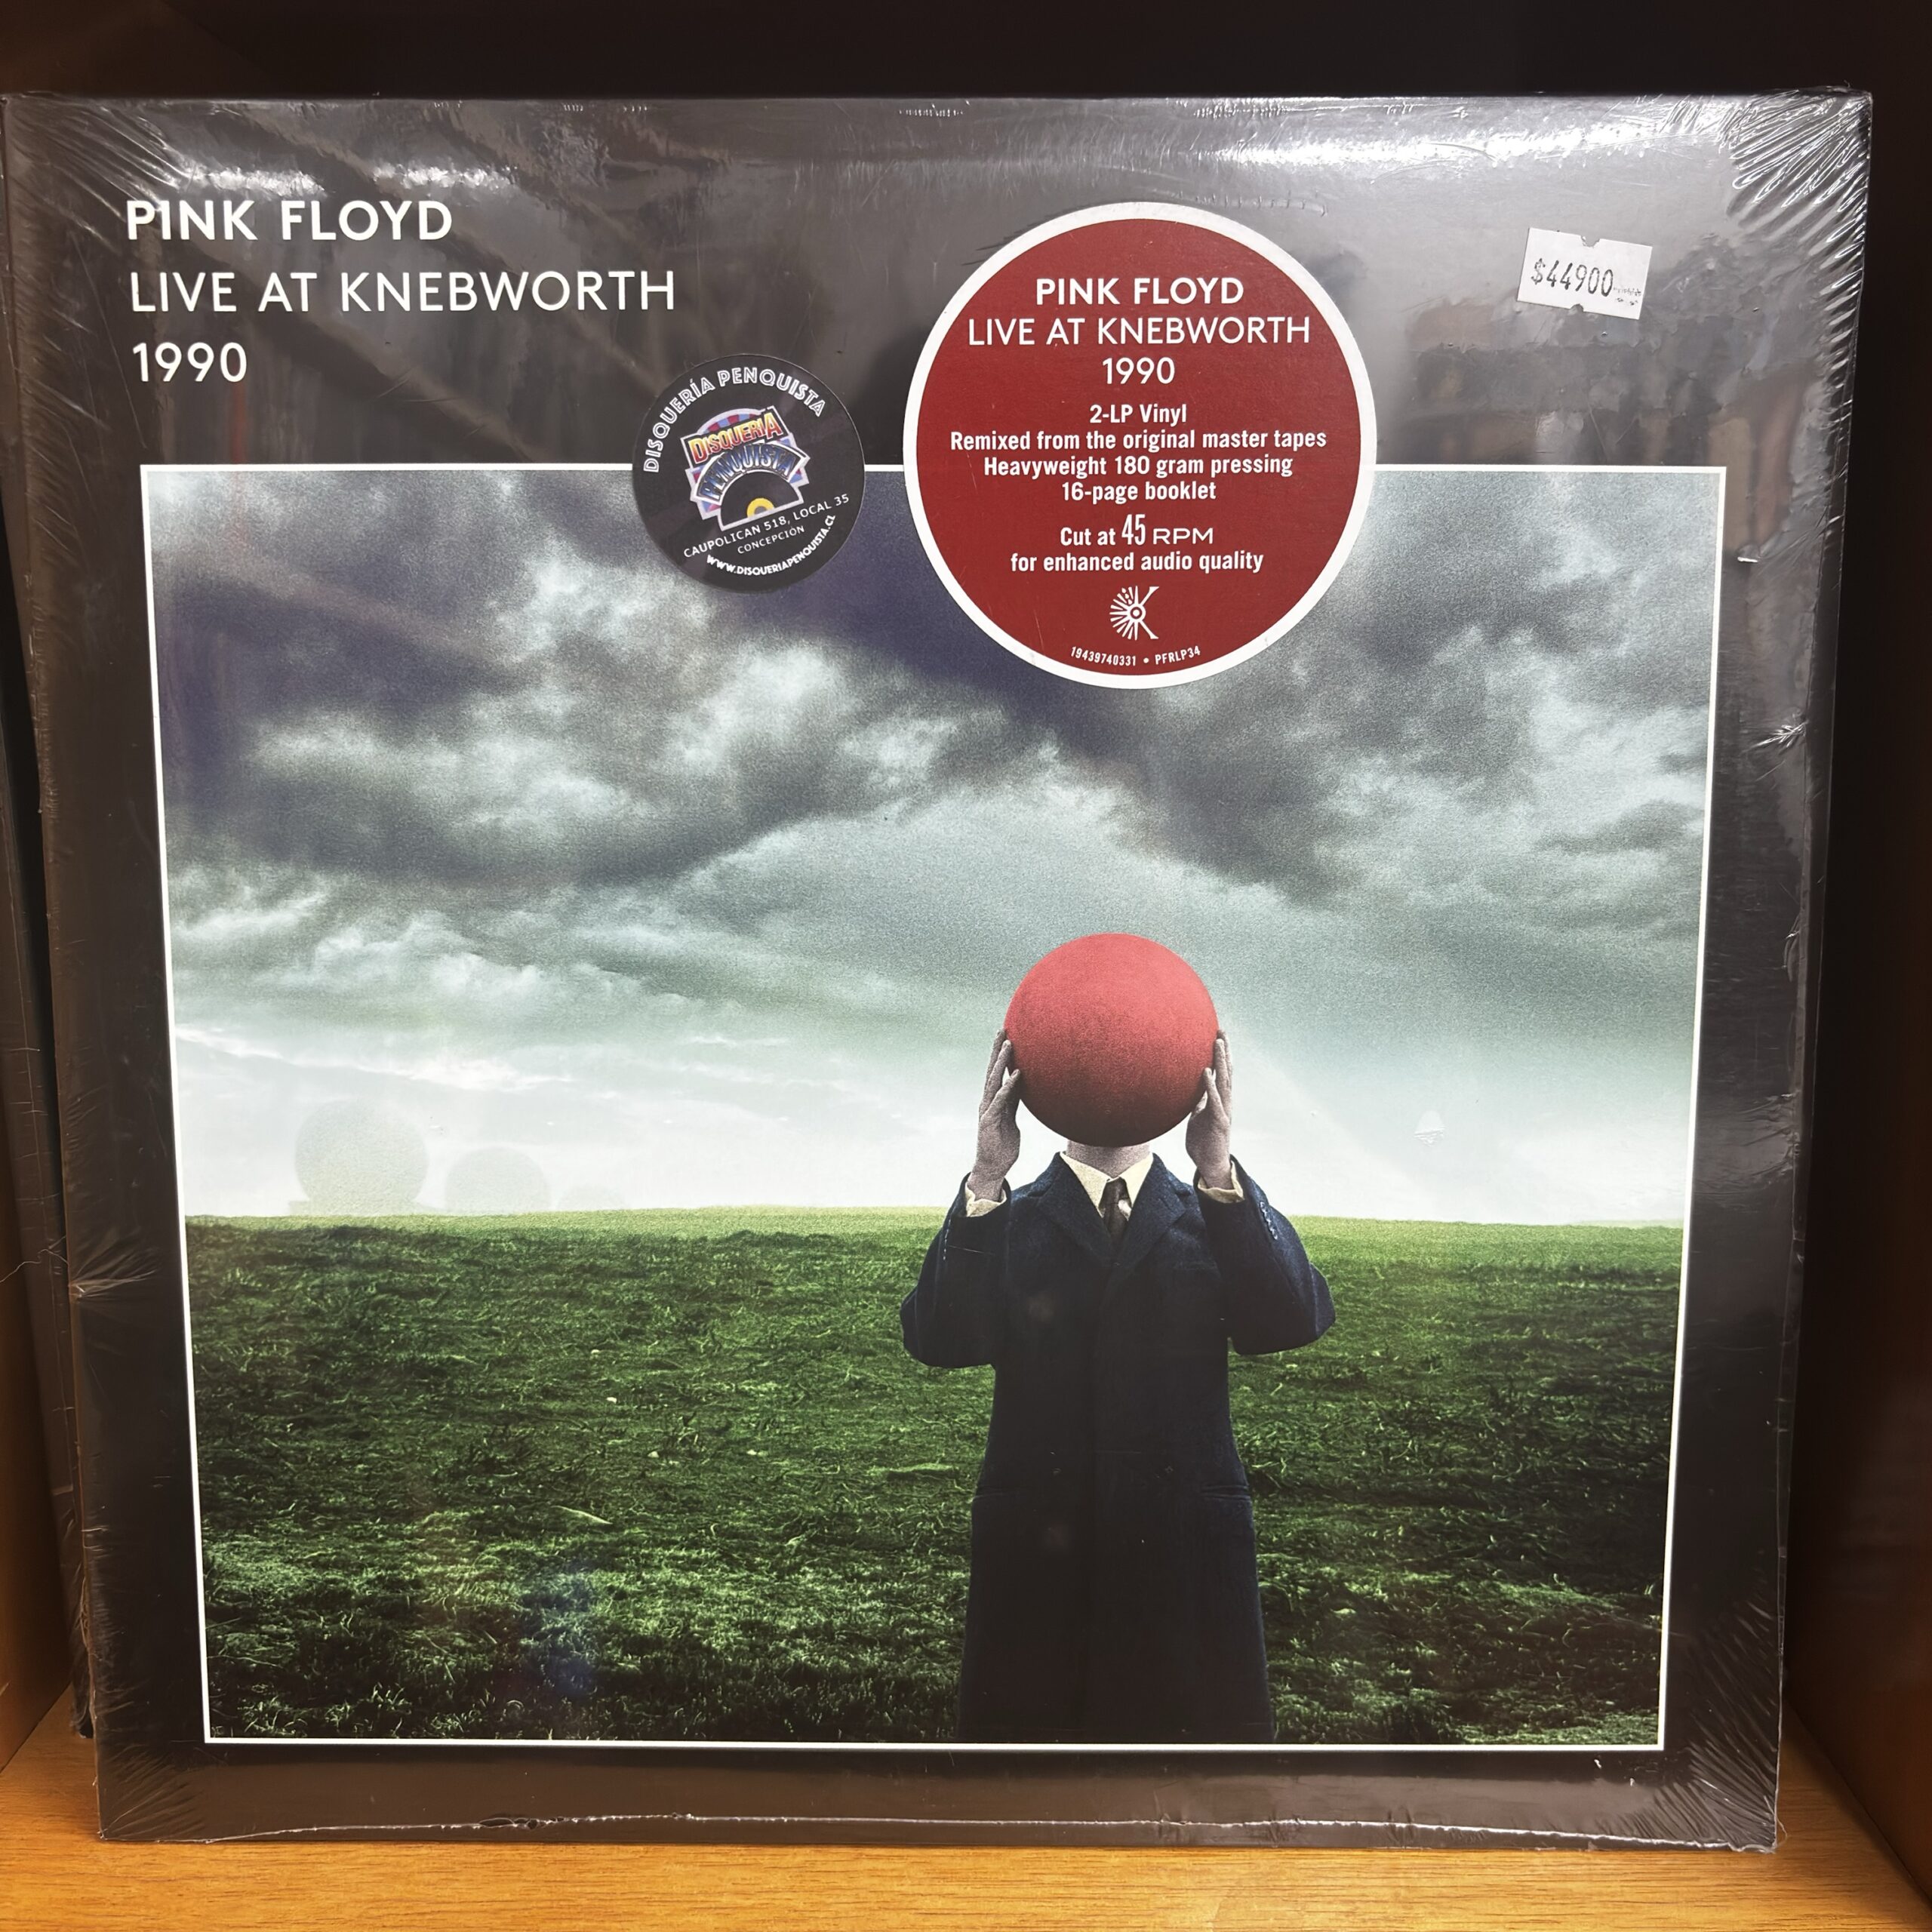 PINK FLOYD
LIVE AT KNEBWORTH
1990
PINK FLOYD
LIVE AT KNEBWORTH
1990
2-LP Vinyl
Remixed from the original master tapes
Heavyweight 180 gram pressing
16-page booklet
Cut at 45 RPM
for enhanced audio quality
19439740331 • PFRLP34
$44900
DISQUERÍA PENQUISTA
DISQUERIA
PENQUISTA
CAUPOLICAN 518, LOCAL 35
CONCEPCIÓN
WWW.DISQUERIAPENQUISTA.CL